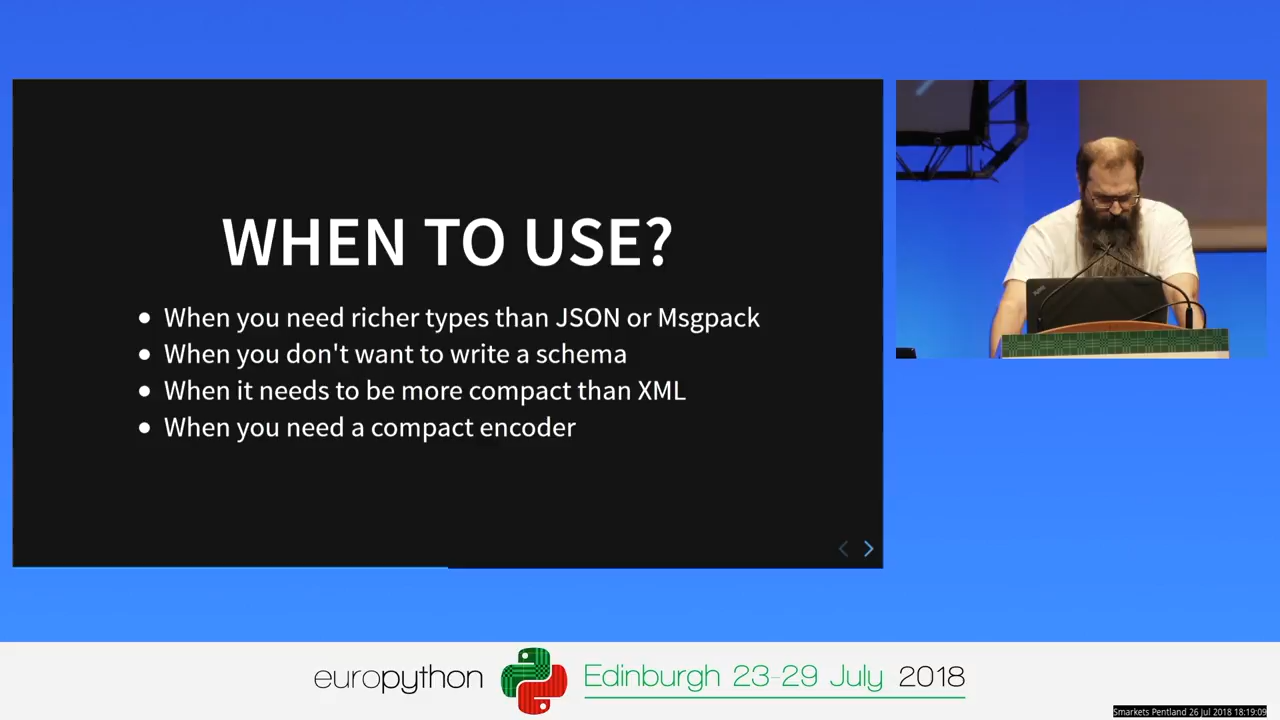 WHEN TO USE?
When you need richer types than JSON or Msgpack
When you don't want to write a schema
When it needs to be more compact than XML
When you need a compact encoder
europython Edinburgh 23-29 July 2018
Smarkets Pentland 26 Jul 2018 18:19:09